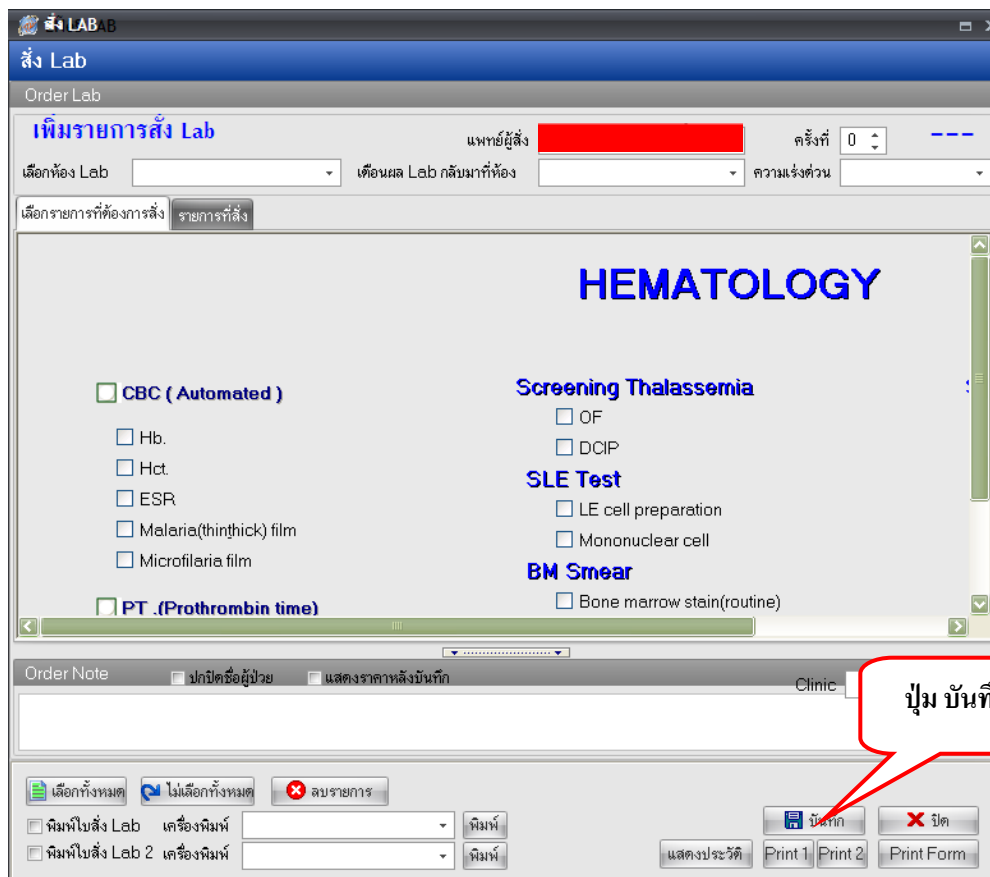 สั่ง LAB
สั่ง Lab
Order Lab
เพิ่มรายการสั่ง Lab
แพทย์ผู้สั่ง ครั้งที่ 0 ---
เลือกห้อง Lab เตือนผล Lab กลับมาที่ห้อง ความเร่งด่วน
เลือกรายการที่ต้องการสั่ง รายการที่สั่ง
HEMATOLOGY
CBC ( Automated )
Hb.
Hct.
ESR
Malaria(thin,thick) film
Microfilaria film
PT .(Prothrombin time)
Screening Thalassemia
OF
DCIP
SLE Test
LE cell preparation
Mononuclear cell
BM Smear
Bone marrow stain(routine)
Order Note ปกปิดชื่อผู้ป่วย แสดงราคาหลังบันทึก Clinic
ปุ่ม
เลือกทั้งหมด ไม่เลือกทั้งหมด ลบรายการ
พิมพ์ใบสั่ง Lab เครื่องพิมพ์ พิมพ์ บันทึก ปิด
พิมพ์ใบสั่ง Lab 2 เครื่องพิมพ์ พิมพ์ แสดงประวัติ Print 1 Print 2 Print Form